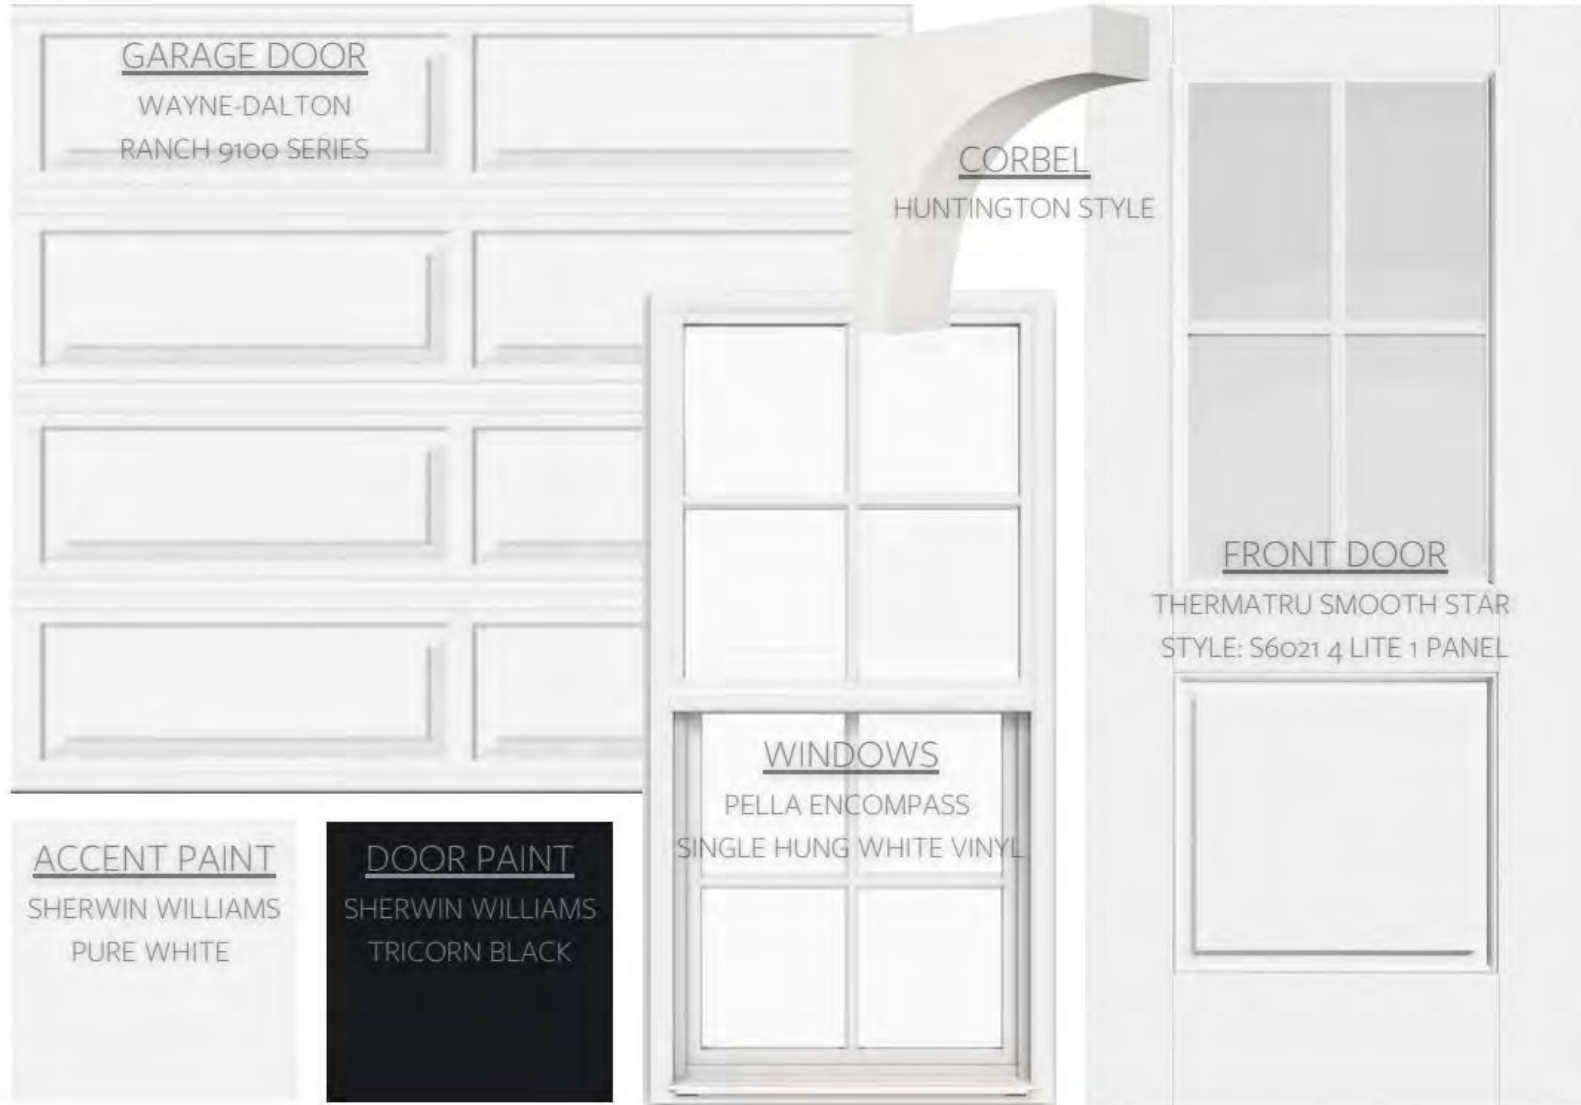 GARAGE DOOR
WAYNE-DALTON
RANCH 9100 SERIES
CORBEL
HUNTINGTON STYLE
FRONT DOOR
THERMATRU SMOOTH STAR
STYLE: S6021 4 LITE 1 PANEL
WINDOWS
PELLA ENCOMPASS
SINGLE HUNG WHITE VINYL
ACCENT PAINT
SHERWIN WILLIAMS
PURE WHITE
DOOR PAINT
SHERWIN WILLIAMS
TRICORN BLACK